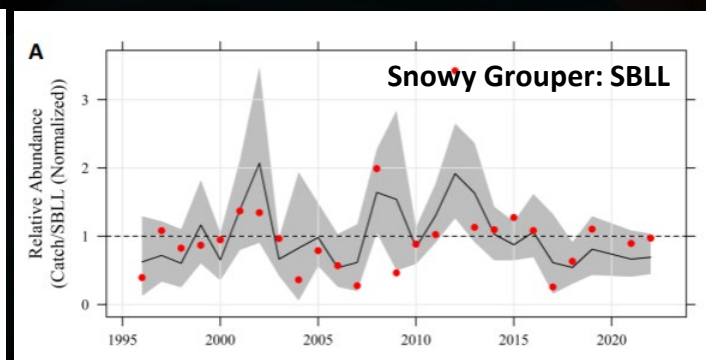 A
Snowy Grouper: SBLL
Relative Abundance
(Catch/SBLL (Normalized))
3
2
1
0
1995 2000 2005 2010 2015 2020